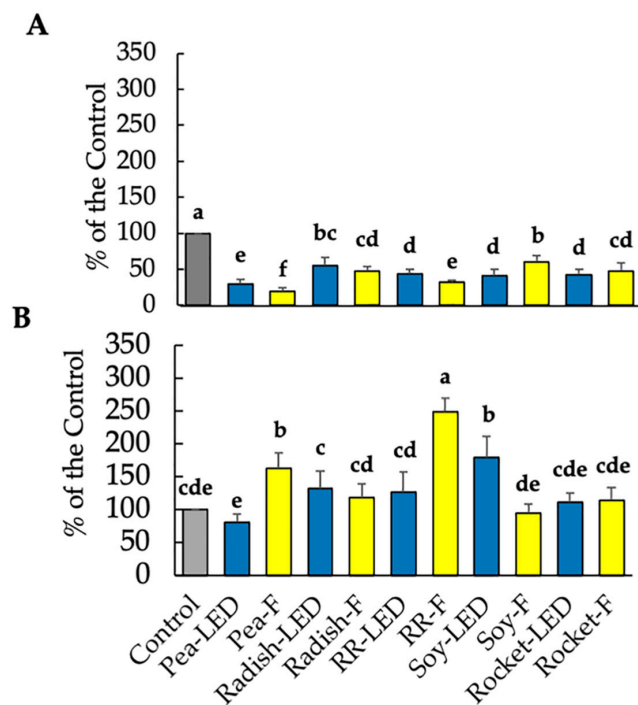 A
% of the Control
350
300
250
200
150
100
50
0
a
e
f
bc
cd
d
e
d
b
d
cd
B
% of the Control
350
300
250
200
150
100
50
0
cde
e
b
c
cd
cd
a
b
de
cde
cde
Control
Pea-LED
Pea-F
Radish-LED
Radish-F
RR-LED
RR-F
Soy-LED
Soy-F
Rocket-LED
Rocket-F